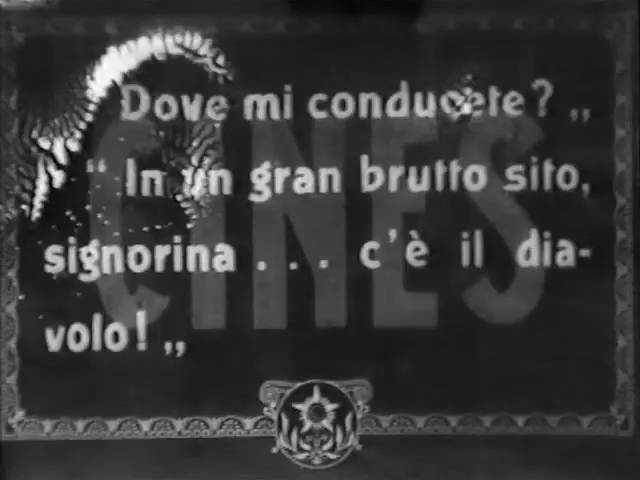 Dove mi conducete? „
“ In un gran brutto sito,
signorina . . . c'è il dia-
volo! „
CINES